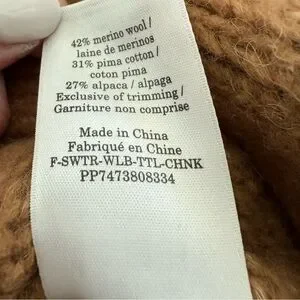 42% merino wool /
laine de merinos
31% pima cotton /
coton pima
27% alpaca / alpaga
Exclusive of trimming /
Garniture non comprise
Made in China
Fabriqué en Chine
F-SWTR-WLB-TTL-CHNK
PP7473808334